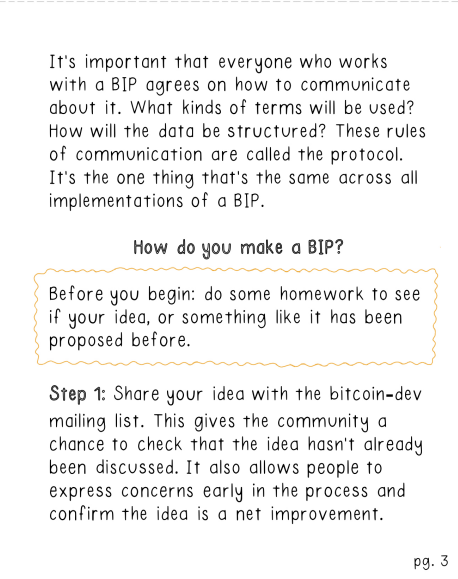 It's important that everyone who works
with a BIP agrees on how to communicate
about it. What kinds of terms will be used?
How will the data be structured? These rules
of communication are called the protocol.
It's the one thing that's the same across all
implementations of a BIP.
How do you make a BIP?
Before you begin: do some homework to see
if your idea, or something like it has been
proposed before.
Step 1: Share your idea with the bitcoin-dev
mailing list. This gives the community a
chance to check that the idea hasn't already
been discussed. It also allows people to
express concerns early in the process and
confirm the idea is a net improvement.
pg. 3